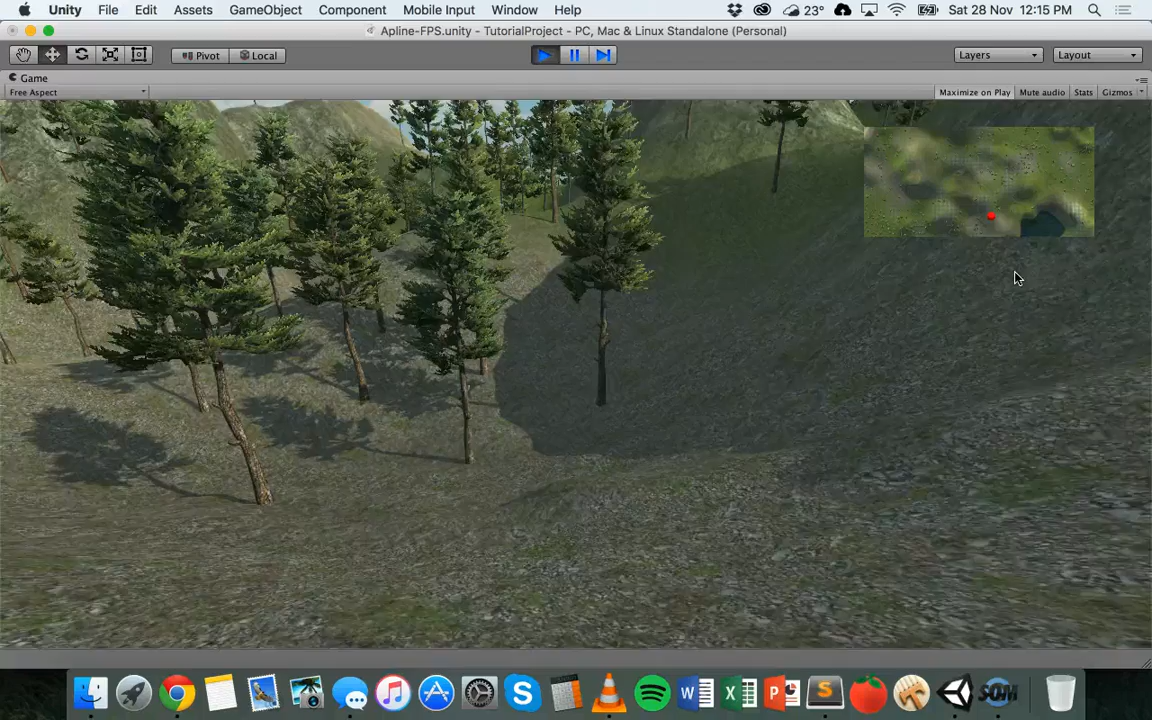 Unity File Edit Assets GameObject Component Mobile Input Window Help 23° Sat 28 Nov 12:15 PM
Apline-FPS.unity - TutorialProject - PC, Mac & Linux Standalone (Personal)
Pivot Local Layers Layout
Game
Free Aspect Maximize on Play Mute audio Stats Gizmos
SOM